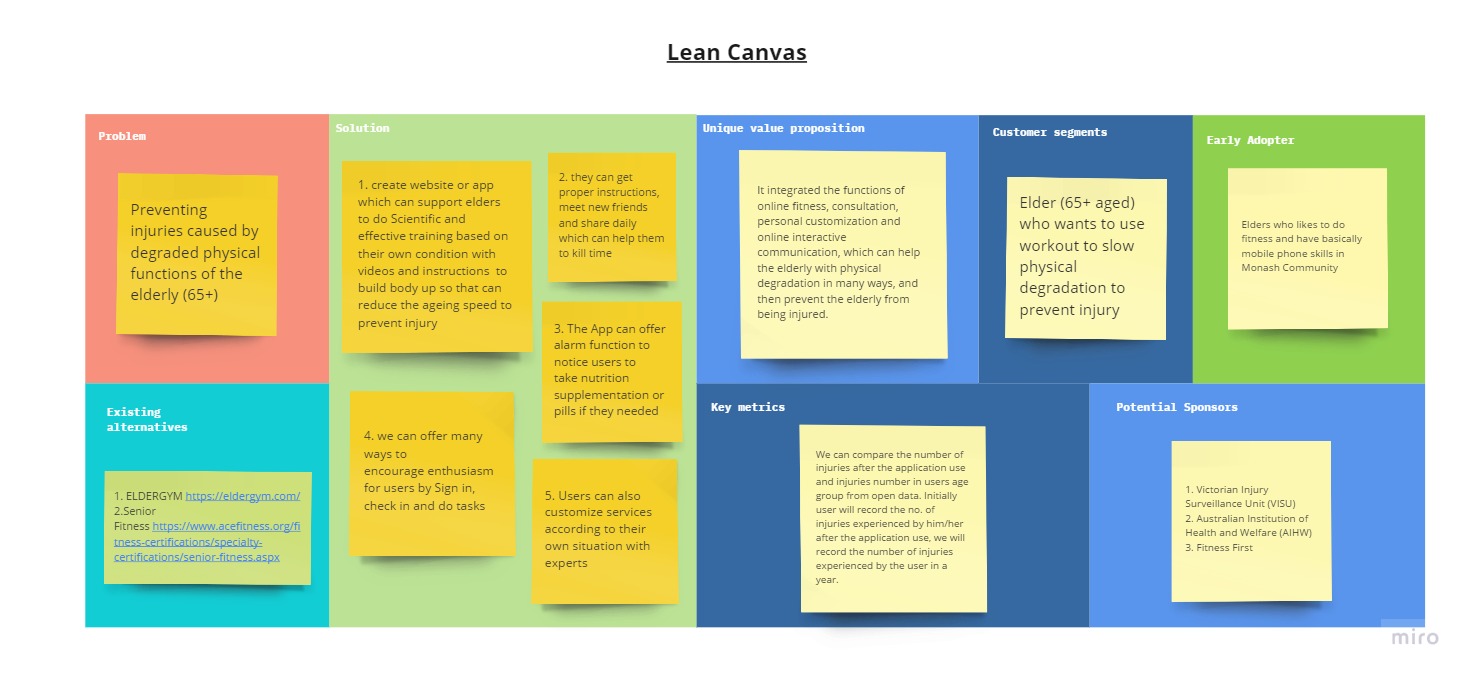 Lean Canvas
Problem
Preventing
injuries caused by
degraded physical
functions of the
elderly (65+)
Existing
alternatives
1. ELDERGYM https://eldergym.com/
2.Senior
Fitness https://www.acefitness.org/fi
tness-certifications/specialty-
certifications/senior-fitness.aspx
Solution
1. create website or app
which can support elders
to do Scientific and
effective training based on
their own condition with
videos and instructions to
build body up so that can
reduce the ageing speed to
prevent injury
2. they can get
proper instructions,
meet new friends
and share daily
which can help them
to kill time
3. The App can offer
alarm function to
notice users to
take nutrition
supplementation or
pills if they needed
4. we can offer many
ways to
encourage enthusiasm
for users by Sign in,
check in and do tasks
5. Users can also
customize services
according to their
own situation with
experts
Unique value proposition
It integrated the functions of
online fitness, consultation,
personal customization and
online interactive
communication, which can help
the elderly with physical
degradation in many ways, and
then prevent the elderly from
being injured.
Customer segments
Elder (65+ aged)
who wants to use
workout to slow
physical
degradation to
prevent injury
Early Adopter
Elders who likes to do
fitness and have basically
mobile phone skills in
Monash Community
Key metrics
We can compare the number of
injuries after the application use
and injuries number in users age
group from open data. Initially
user will record the no. of
injuries experienced by him/her
after the application use, we will
record the number of injuries
experienced by the user in a
year.
Potential Sponsors
1. Victorian Injury
Surveillance Unit (VISU)
2. Australian Institution of
Health and Welfare (AIHW)
3. Fitness First
miro